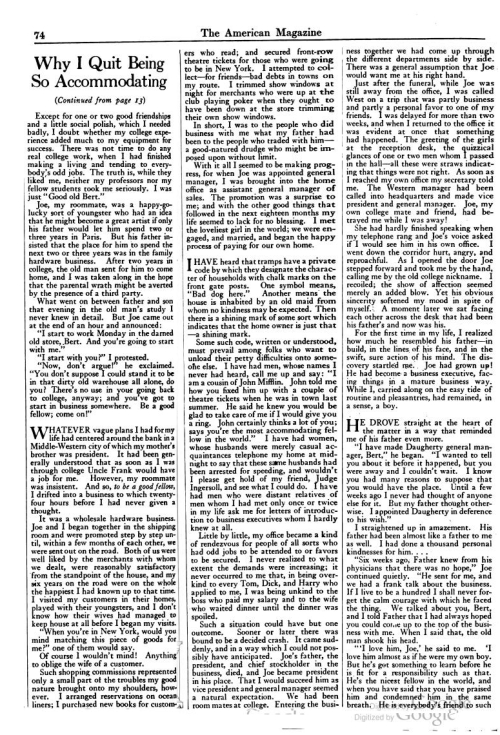 74
The American Magazine
Why I Quit Being
So Accommodating
(Continued from page 13)
Except for one or two good friendships
and a little social polish, which I needed
badly, I doubt whether my college expe-
rience added much to my equipment for
success. There was not time to do any
real college work, when I had finished
making a living and tending to every-
body's odd jobs. The truth is, while they
liked me, neither my professors nor my
fellow students took me seriously. I was
just "Good old Bert."
Joe, my roommate, was a happy-go-
lucky sort of youngster who had an idea
that he might become a great artist if only
his father would let him spend two or
three years in Paris. But his father in-
sisted that the place for him to spend the
next two or three years was in the family
hardware business. After two years in
college, the old man sent for him to come
home, and I was taken along in the hope
that the parental wrath might be averted
by the presence of a third party.
What went on between father and son
that evening in the old man's study I
never knew in detail. But Joe came out
at the end of an hour and announced:
"I start to work Monday in the darned
old store, Bert. And you're going to start
with me."
"I start with you?" I protested.
"Now, don't argue!" he exclaimed.
"You don't suppose I could stand it to be
in that dirty old warehouse all alone, do
you? There's no use in your going back
to college, anyway; and you've got to
start in business somewhere. Be a good
fellow; come on!"
WHATEVER vague plans I had for my
life had centered around the bank in a
Middle-Western city of which my mother's
brother was president. It had been gen-
erally understood that as soon as I was
through college Uncle Frank would have
a job for me. However, my roommate
was insistent. And so, to be a good fellow,
I drifted into a business to which twenty-
four hours before I had never given a
thought.
It was a wholesale hardware business.
Joe and I began together in the shipping
room and were promoted step by step un-
til, within a few months of each other, we
were sent out on the road. Both of us were
well liked by the merchants with whom
we dealt, were reasonably satisfactory
from the standpoint of the house, and my
six years on the road were on the whole
the happiest I had known up to that time.
I visited my customers in their homes,
played with their youngsters, and I don't
know how their wives had managed to
keep house at all before I began my visits.
"When you're in New York, would you
mind matching this piece of goods for
me?" one of them would say.
Of course I wouldn't mind! Anything
to oblige the wife of a customer.
Such shopping commissions represented
only a small part of the troubles my good
nature brought onto my shoulders, how-
ever. I arranged reservations on ocean
liners; I purchased new books for custom-
ers who read; and secured front-row
theatre tickets for those who were going
to be in New York. I attempted to col-
lect—for friends—bad debts in towns on
my route. I trimmed show windows at
night for merchants who were up at the
club playing poker when they ought to
have been down at the store trimming
their own show windows.
In short, I was to the people who did
business with me what my father had
been to the people who traded with him—
a good-natured drudge who might be im-
posed upon without limit.
With it all I seemed to be making prog-
ress, for when Joe was appointed general
manager, I was brought into the home
office as assistant general manager of
sales. The promotion was a surprise to
me; and with the other good things that
followed in the next eighteen months my
life seemed to lack for no blessing. I met
the loveliest girl in the world; we were en-
gaged, and married, and began the happy
process of paying for our own home.
I HAVE heard that tramps have a private
code by which they designate the charac-
ter of households with chalk marks on the
front gate posts. One symbol means,
"Bad dog here." Another means the
house is inhabited by an old maid from
whom no kindness may be expected. Then
there is a shining mark of some sort which
indicates that the home owner is just that
—a shining mark.
Some such code, written or understood,
must prevail among folks who want to
unload their petty difficulties onto some-
one else. I have had men, whose names I
never had heard, call me up and say: "I
am a cousin of John Mifflin. John told me
how you fixed him up with a couple of
theatre tickets when he was in town last
summer. He said he knew you would be
glad to take care of me if I would give you
a ring. John certainly thinks a lot of you;
says you're the most accommodating fel-
low in the world." I have had women,
whose husbands were merely casual ac-
quaintances telephone my home at mid-
night to say that these same husbands had
been arrested for speeding, and wouldn't
I please get hold of my friend, Judge
Ingersoll, and see what I could do. I have
had men who were distant relatives of
men whom I had met only once or twice
in my life ask me for letters of introduc-
tion to business executives whom I hardly
knew at all.
Little by little, my office became a kind
of rendezvous for people of all sorts who
had odd jobs to be attended to or favors
to be secured. I never realized to what
extent the demands were increasing; it
never occurred to me that, in being over-
kind to every Tom, Dick, and Harry who
applied to me, I was being unkind to the
boss who paid my salary and to the wife
who waited dinner until the dinner was
spoiled.
Such a situation could have but one
outcome. Sooner or later there was
bound to be a decided crash. It came sud-
denly, and in a way which I could not pos-
sibly have anticipated. Joe's father, the
president, and chief stockholder in the
business, died, and Joe became president
in his place. That I would succeed him as
vice president and general manager seemed
a natural expectation. We had been
room mates at college. Entering the busi-
ness together we had come up through
the different departments side by side.
There was a general assumption that Joe
would want me at his right hand.
Just after the funeral, while Joe was
still away from the office, I was called
West on a trip that was partly business
and partly a personal favor to one of my
friends. I was delayed for more than two
weeks, and when I returned to the office it
was evident at once that something
had happened. The greeting of the girls
at the reception desk, the quizzical
glances of one or two men whom I passed
in the hall—all these were straws indicat-
ing that things were not right. As soon as
I reached my own office my secretary told
me. The Western manager had been
called into headquarters and made vice
president and general manager. Joe, my
own college mate and friend, had be-
trayed me while I was away!
She had hardly finished speaking when
my telephone rang and Joe's voice asked
if I would see him in his own office. I
went down the corridor hurt, angry, and
reproachful. As I opened the door Joe
stepped forward and took me by the hand,
calling me by the old college nickname. I
recoiled; the show of affection seemed
merely an added blow. Yet his obvious
sincerity softened my mood in spite of
myself. A moment later we sat facing
each other across the desk that had been
his father's and now was his.
For the first time in my life, I realized
how much he resembled his father—in
build, in the lines of his face, and in the
swift, sure action of his mind. The dis-
covery startled me. Joe had grown up!
He had become a business executive, fac-
ing things in a mature business way.
While I, carried along on the easy tide of
routine and pleasantries, had remained, in
a sense, a boy.
HE DROVE straight at the heart of
the matter in a way that reminded
me of his father even more.
"I have made Daugherty general man-
ager, Bert," he began. "I wanted to tell
you about it before it happened, but you
were away and I couldn't wait. I know
you had many reasons to suppose that
you would have the place. Until a few
weeks ago I never had thought of anyone
else for it. But my father thought other-
wise. I appointed Daugherty in deference
to his wish."
I straightened up in amazement. His
father had been almost like a father to me
as well. I had done a thousand personal
kindnesses for him. . . .
"Six weeks ago, Father knew from his
physicians that there was no hope," Joe
continued quietly. "He sent for me, and
we had a frank talk about the business.
If I live to be a hundred I shall never for-
get the calm courage with which he faced
the thing. We talked about you, Bert,
and I told Father that I had always hoped
you could come up to the top of the busi-
ness with me. When I said that, the old
man shook his head.
"'I love him, Joe,' he said to me. 'I
love him almost as if he were my own boy.
But he's got something to learn before he
is fit for a responsibility such as that.
He's the nicest fellow in the world, and
when you have said that you have praised
him and condemned him in the same
breath. He is everybody's friend to such
Digitized by Google